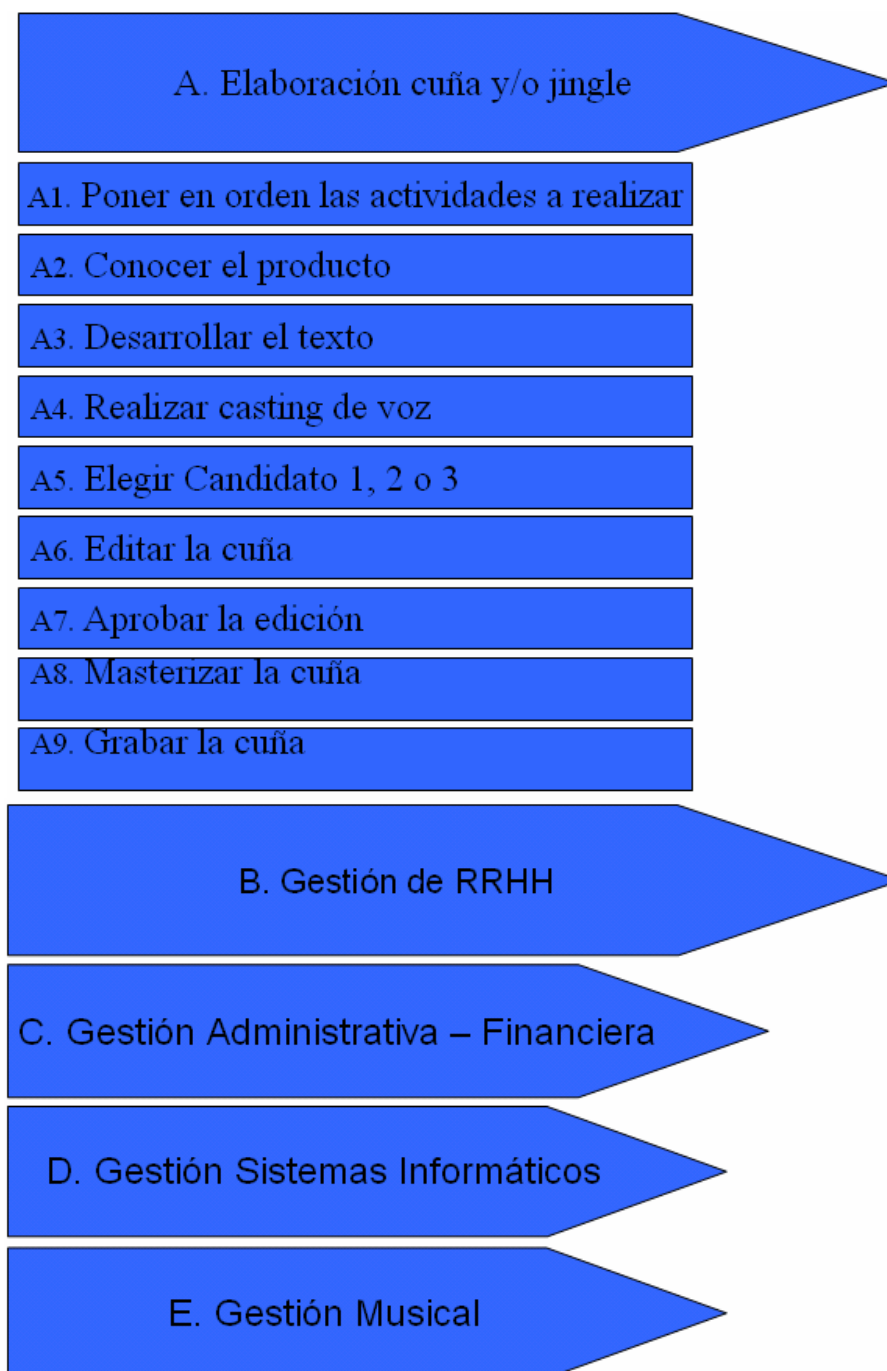 A. Elaboración cuña y/o jingle
A1. Poner en orden las actividades a realizar
A2. Conocer el producto
A3. Desarrollar el texto
A4. Realizar casting de voz
A5. Elegir Candidato 1, 2 o 3
A6. Editar la cuña
A7. Aprobar la edición
A8. Masterizar la cuña
A9. Grabar la cuña
B. Gestión de RRHH
C. Gestión Administrativa – Financiera
D. Gestión Sistemas Informáticos
E. Gestión Musical